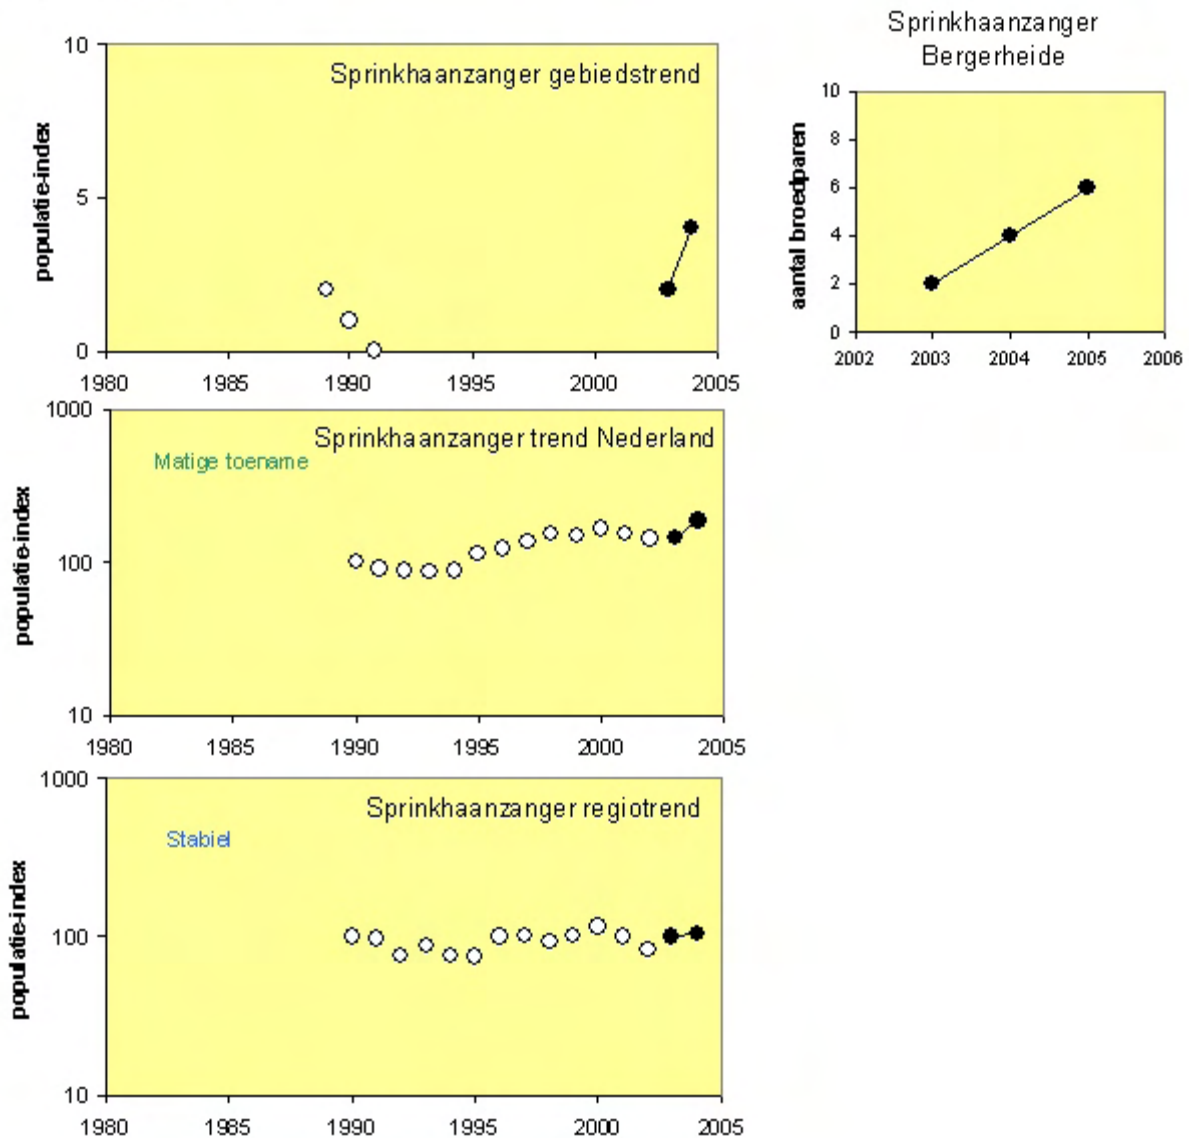 Sprinkhaanzanger gebiedstrend
populatie-index
10
5
0
1980 1985 1990 1995 2000 2005
Sprinkhaanzanger
Bergerheide
aantal broedparen
10
8
6
4
2
0
2002 2003 2004 2005 2006
Sprinkhaanzanger trend Nederland
Matige toename
populatie-index
1000
100
10
1980 1985 1990 1995 2000 2005
Sprinkhaanzanger regiotrend
Stabiel
populatie-index
1000
100
10
1980 1985 1990 1995 2000 2005